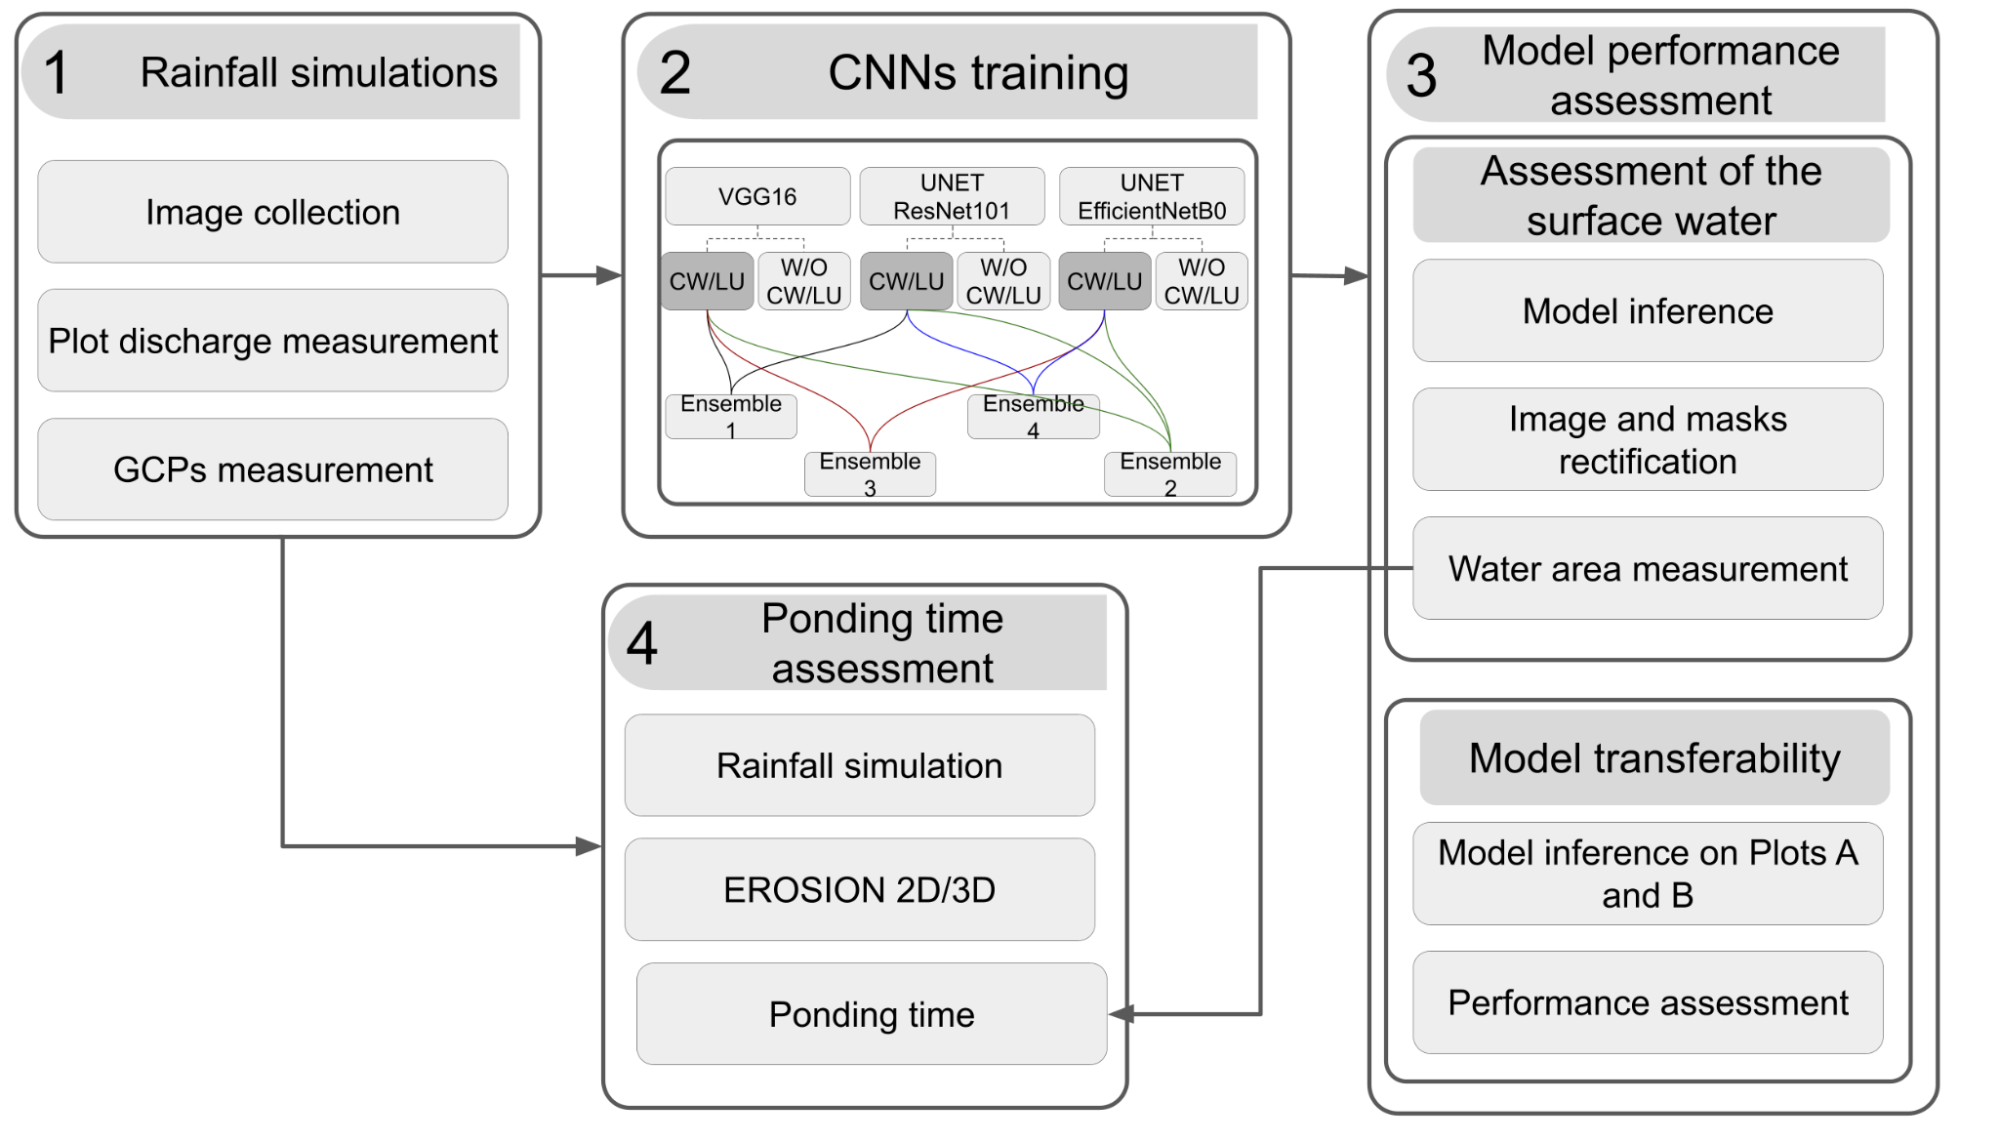 1
Rainfall simulations
Image collection
Plot discharge measurement
GCPs measurement
2
CNNs training
VGG16
UNET
ResNet101
UNET
EfficientNetB0
CW/LU
W/O
CW/LU
CW/LU
W/O
CW/LU
CW/LU
W/O
CW/LU
Ensemble
1
Ensemble
4
Ensemble
3
Ensemble
2
3
Model performance
assessment
Assessment of the
surface water
Model inference
Image and masks
rectification
Water area measurement
Model transferability
Model inference on Plots A
and B
Performance assessment
4
Ponding time
assessment
Rainfall simulation
EROSION 2D/3D
Ponding time